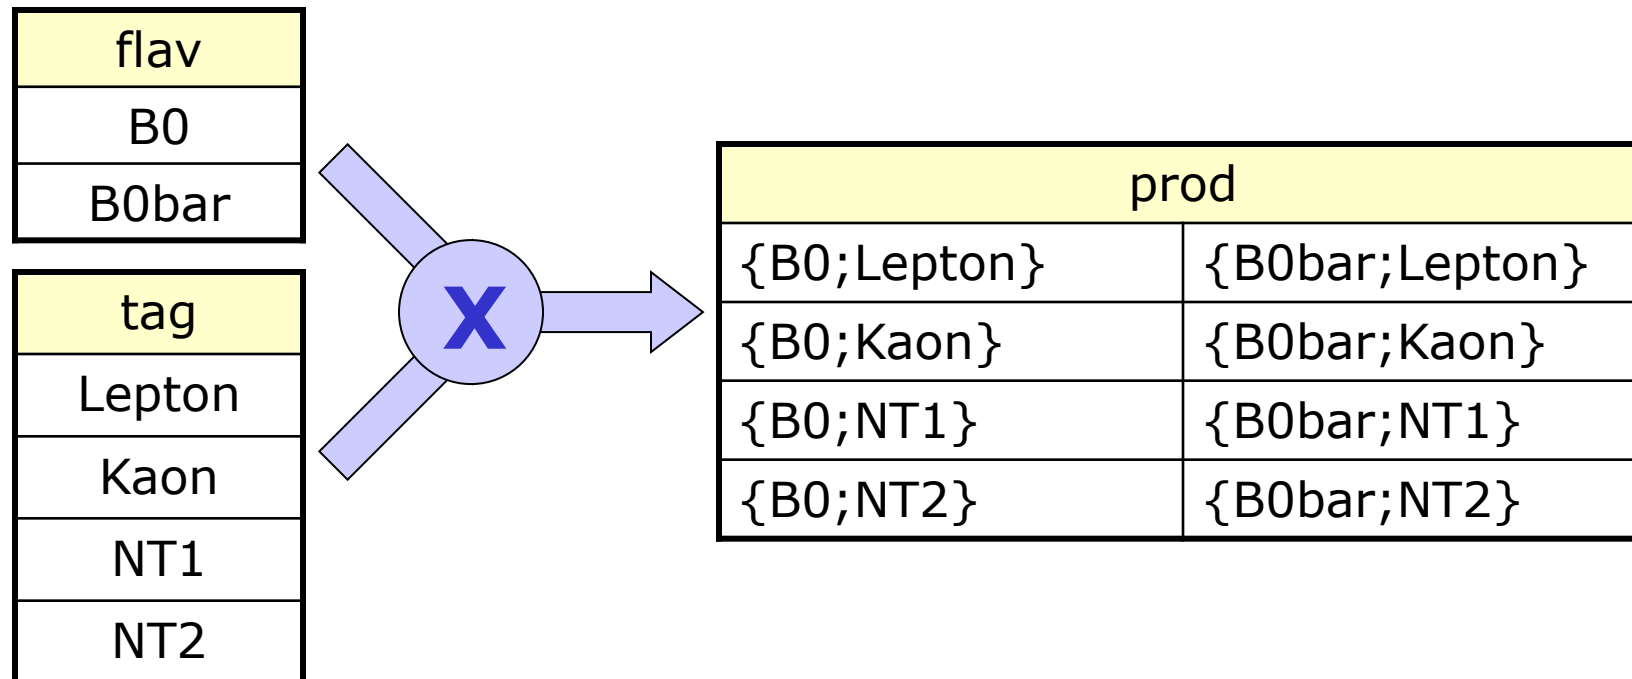 flav
B0
B0bar
tag
Lepton
Kaon
NT1
NT2
X
prod
{B0;Lepton} {B0bar;Lepton}
{B0;Kaon} {B0bar;Kaon}
{B0;NT1} {B0bar;NT1}
{B0;NT2} {B0bar;NT2}